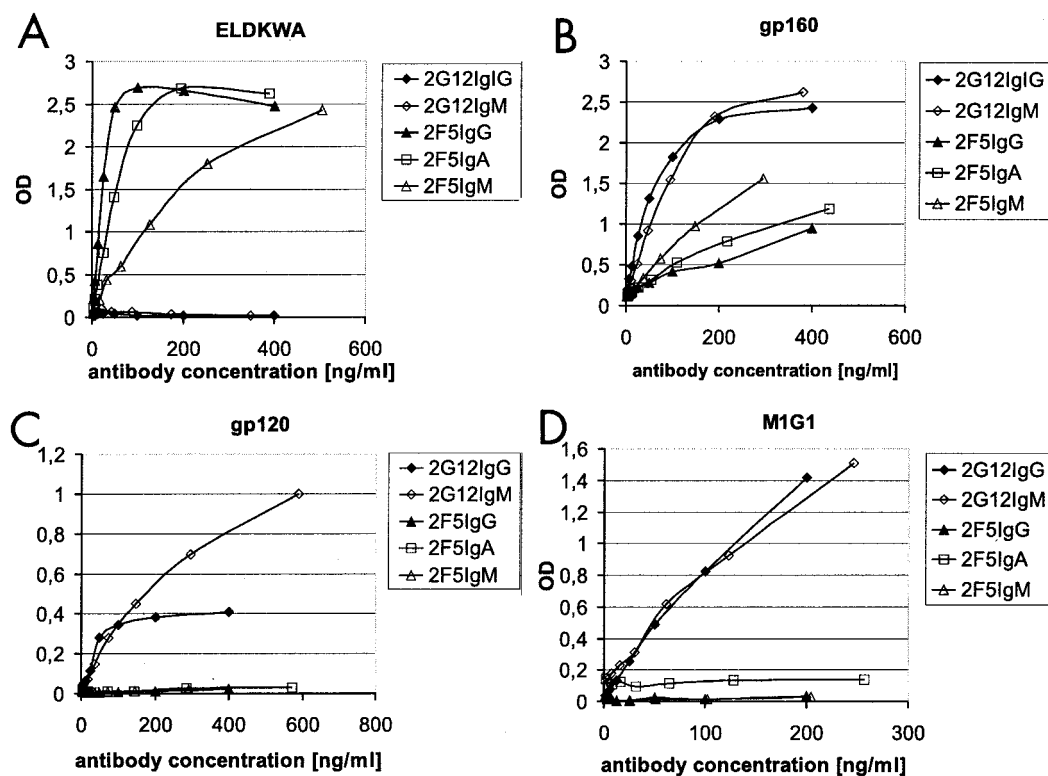 A
ELDKWA
3
2,5
2
1,5
1
0,5
0
OD
0 200 400 600
antibody concentration [ng/ml]
2G12IgIG
2G12IgM
2F5IgG
2F5IgA
2F5IgM
B
gp160
3
2,5
2
1,5
1
0,5
0
OD
0 200 400 600
antibody concentration [ng/ml]
2G12IgIG
2G12IgM
2F5IgG
2F5IgA
2F5IgM
C
gp120
1,2
1
0,8
0,6
0,4
0,2
0
0 200 400 600 800
antibody concentration [ng/ml]
2G12IgG
2G12IgM
2F5IgG
2F5IgA
2F5IgM
D
M1G1
1,6
1,4
1,2
1
0,8
0,6
0,4
0,2
0
OD
0 100 200 300
antibody concentration [ng/ml]
2G12IgG
2G12IgM
2F5IgG
2F5IgA
2F5IgM